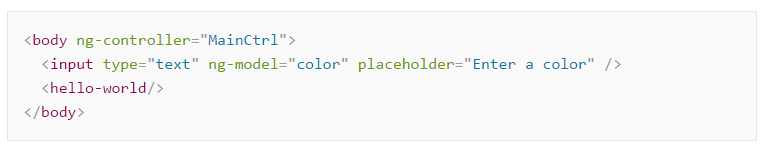 <body ng-controller="MainCtrl">
  <input type="text" ng-model="color" placeholder="Enter a color" />
  <hello-world/>
</body>